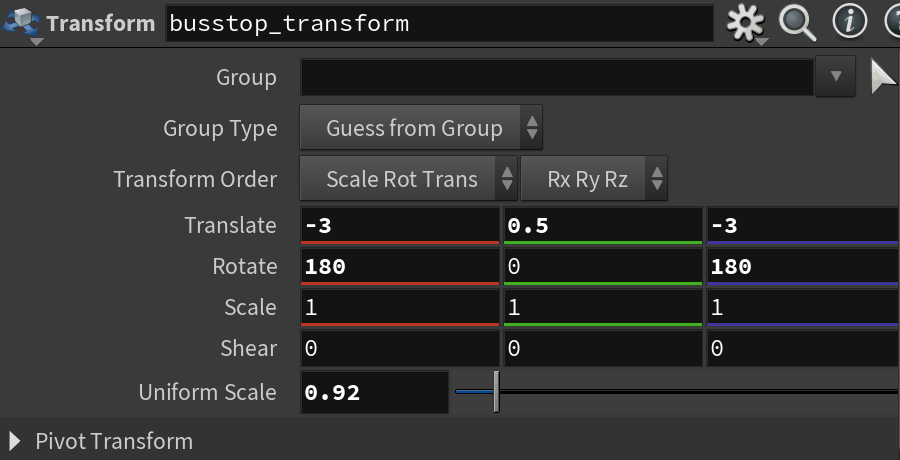 Transform busstop_transform
Group
Group Type Guess from Group
Transform Order Scale Rot Trans Rx Ry Rz
Translate -3 0.5 -3
Rotate 180 0 180
Scale 1 1 1
Shear 0 0 0
Uniform Scale 0.92
Pivot Transform